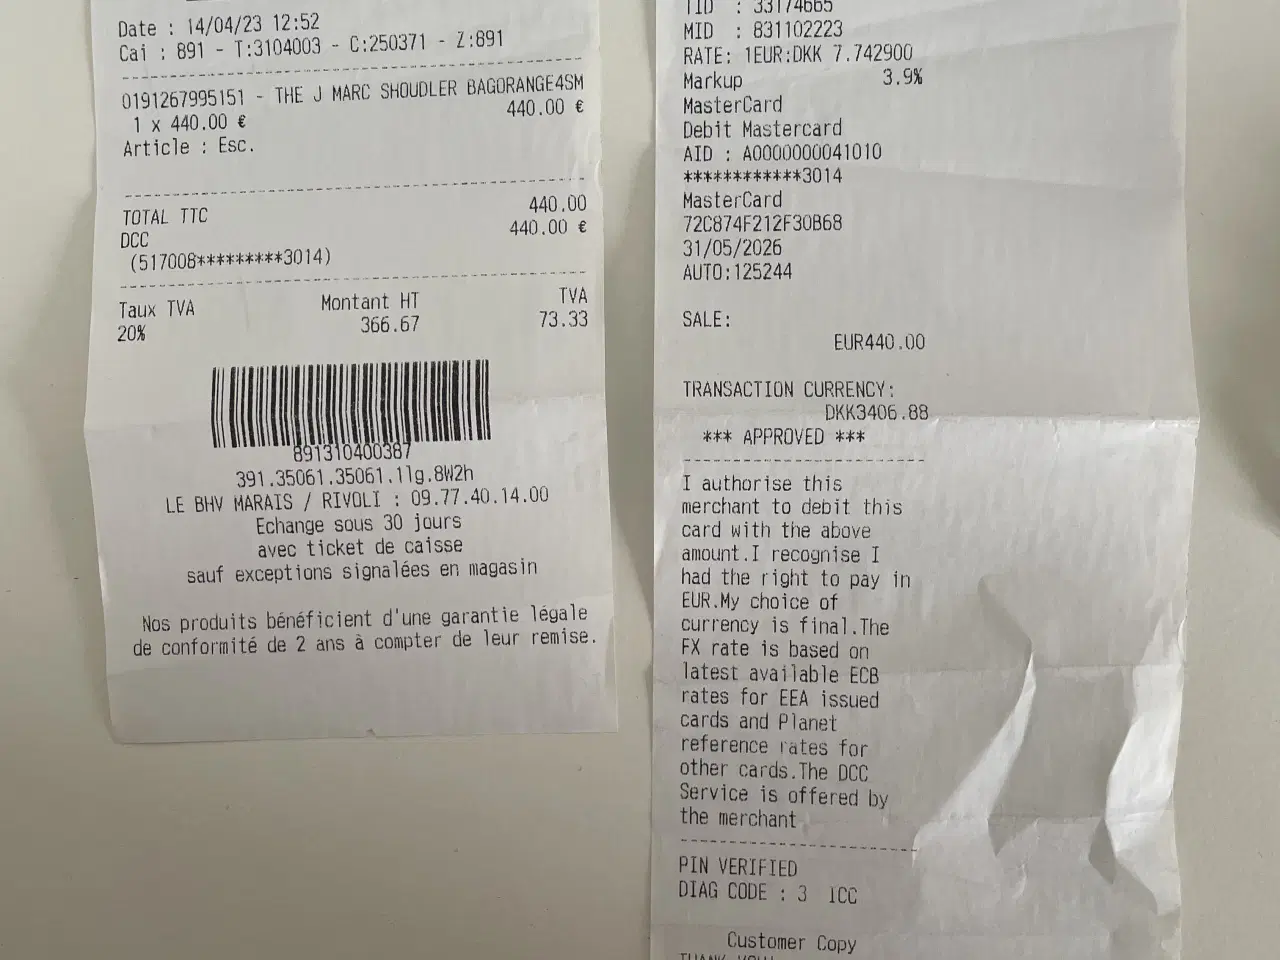 Date : 14/04/23 12:52
Cai : 891 - T:3104003 - C:250371 - Z:891
0191267995151 - THE J MARC SHOUDLER BAGORANGE4SM
1 x 440.00 € 440.00 €
Article : Esc.
TOTAL TTC 440.00
DCC 440.00 €
(517008*********3014)
Taux TVA Montant HT TVA
20% 366.67 73.33
891310400387
391.35061.35061.11g.8W2h
LE BHV MARAIS / RIVOLI : 09.77.40.14.00
Echange sous 30 jours
avec ticket de caisse
sauf exceptions signalées en magasin
Nos produits bénéficient d'une garantie légale
de conformité de 2 ans à compter de leur remise.
TID : 33174665
MID : 831102223
RATE: 1EUR:DKK 7.742900
Markup 3.9%
MasterCard
Debit Mastercard
AID : A0000000041010
************3014
MasterCard
72C874F212F30B68
31/05/2026
AUTO:125244
SALE:
EUR440.00
TRANSACTION CURRENCY:
DKK3406.88
*** APPROVED ***
I authorise this
merchant to debit this
card with the above
amount.I recognise I
had the right to pay in
EUR.My choice of
currency is final.The
FX rate is based on
latest available ECB
rates for EEA issued
cards and Planet
reference rates for
other cards.The DCC
Service is offered by
the merchant
PIN VERIFIED
DIAG CODE : 3 ICC
Customer Copy
THANK YOU!